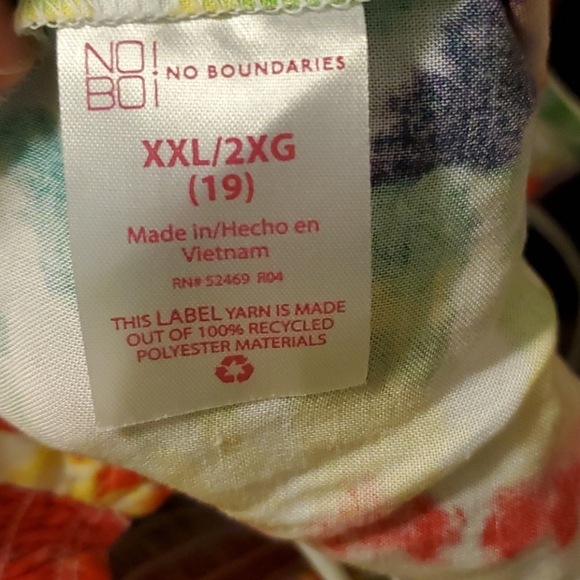 NO!
BO¡
NO BOUNDARIES
XXL/2XG
(19)
Made in/Hecho en
Vietnam
RN# 52469 R04
THIS LABEL YARN IS MADE
OUT OF 100% RECYCLED
POLYESTER MATERIALS